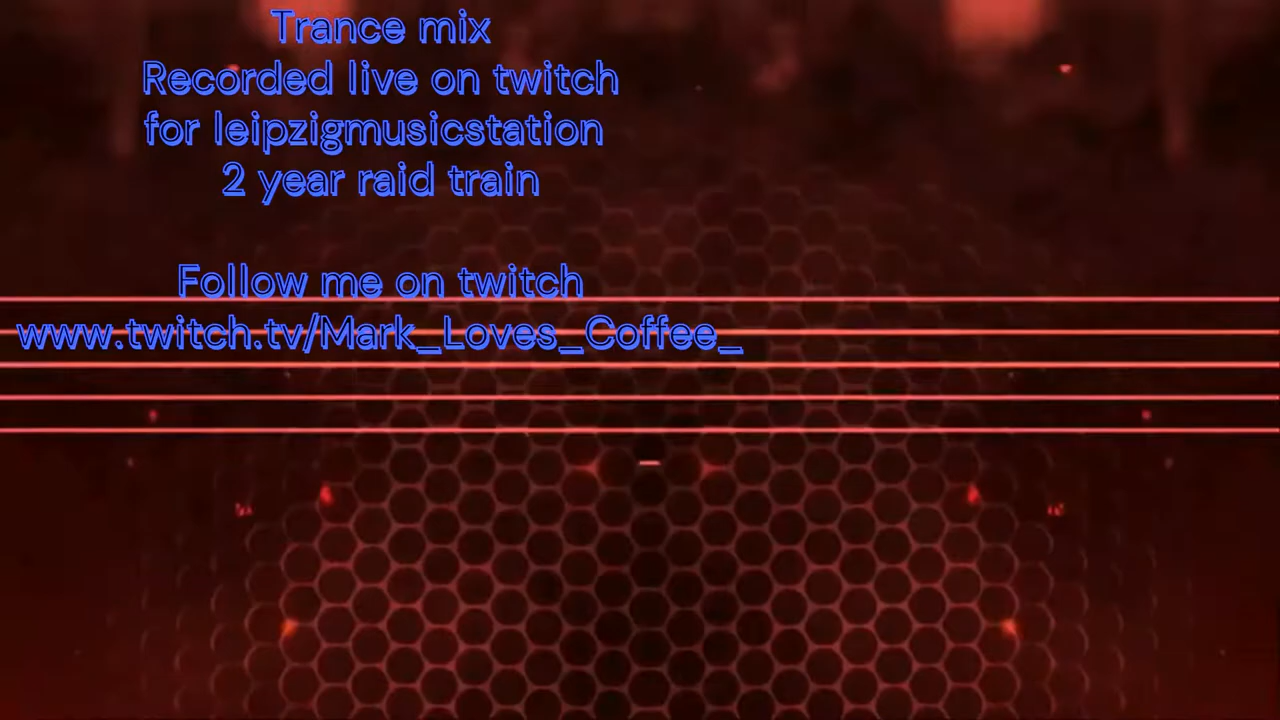 Trance mix
Recorded live on twitch
for leipzigmusicstation
2 year raid train
Follow me on twitch
www.twitch.tv/Mark_Loves_Coffee_